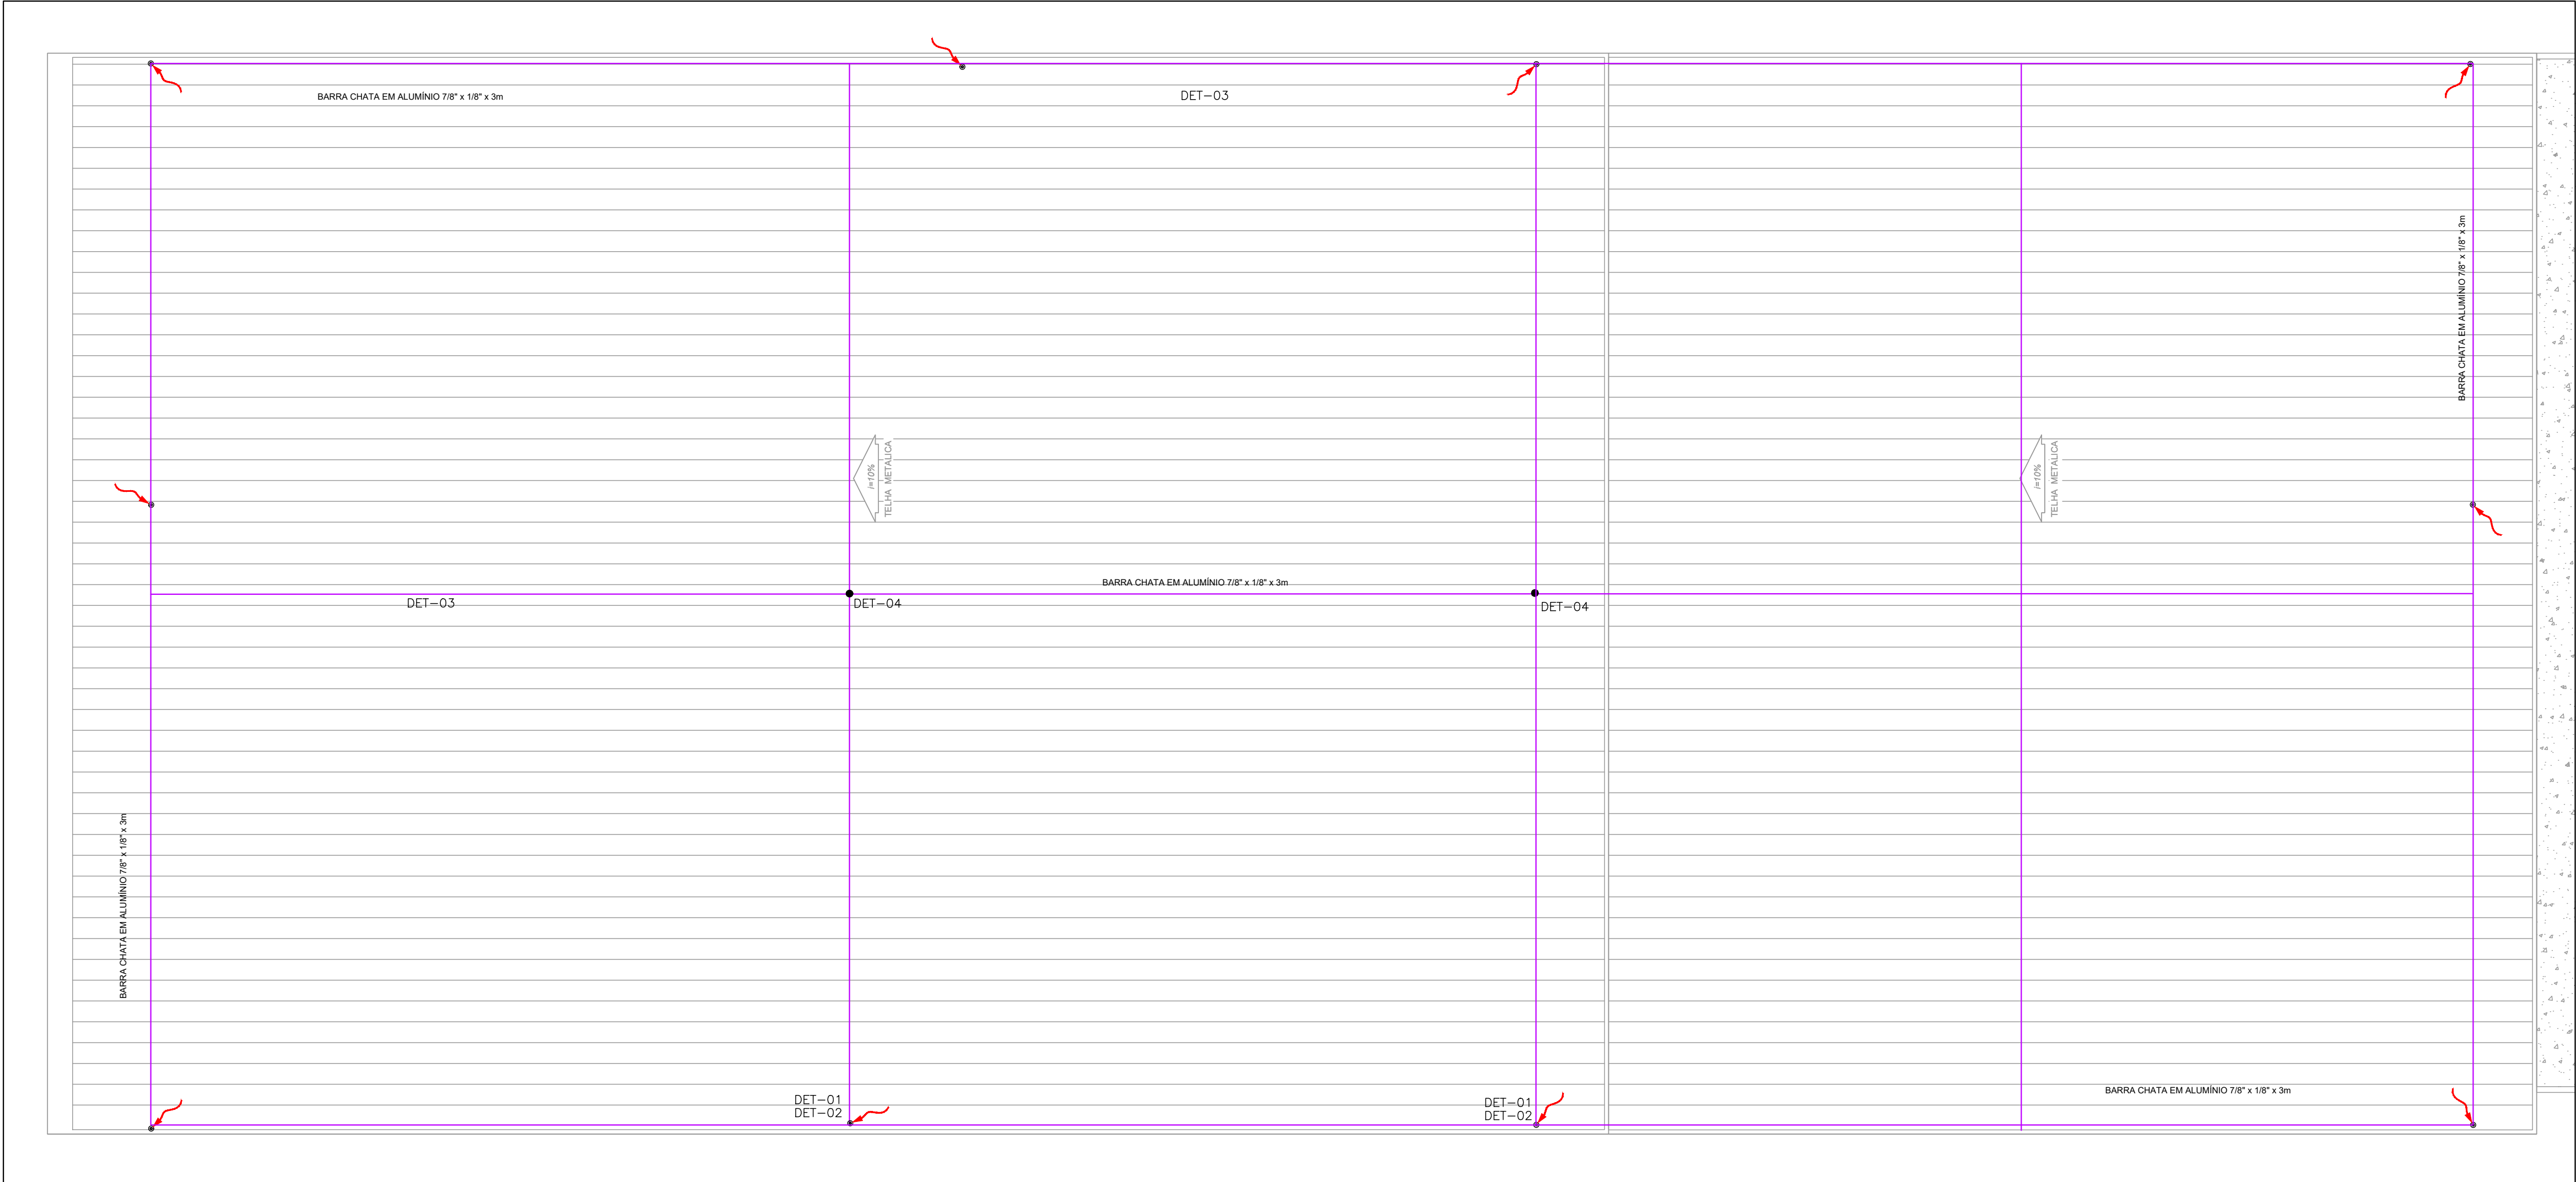 BARRA CHATA EM ALUMÍNIO 7/8" x 1/8" x 3m
DET-03
BARRA CHATA EM ALUMÍNIO 7/8" x 1/8" x 3m
i=10%
TELHA METALICA
i=10%
TELHA METALICA
BARRA CHATA EM ALUMÍNIO 7/8" x 1/8" x 3m
DET-03
DET-04
DET-04
BARRA CHATA EM ALUMÍNIO 7/8" x 1/8" x 3m
DET-01
DET-02
DET-01
DET-02
BARRA CHATA EM ALUMÍNIO 7/8" x 1/8" x 3m